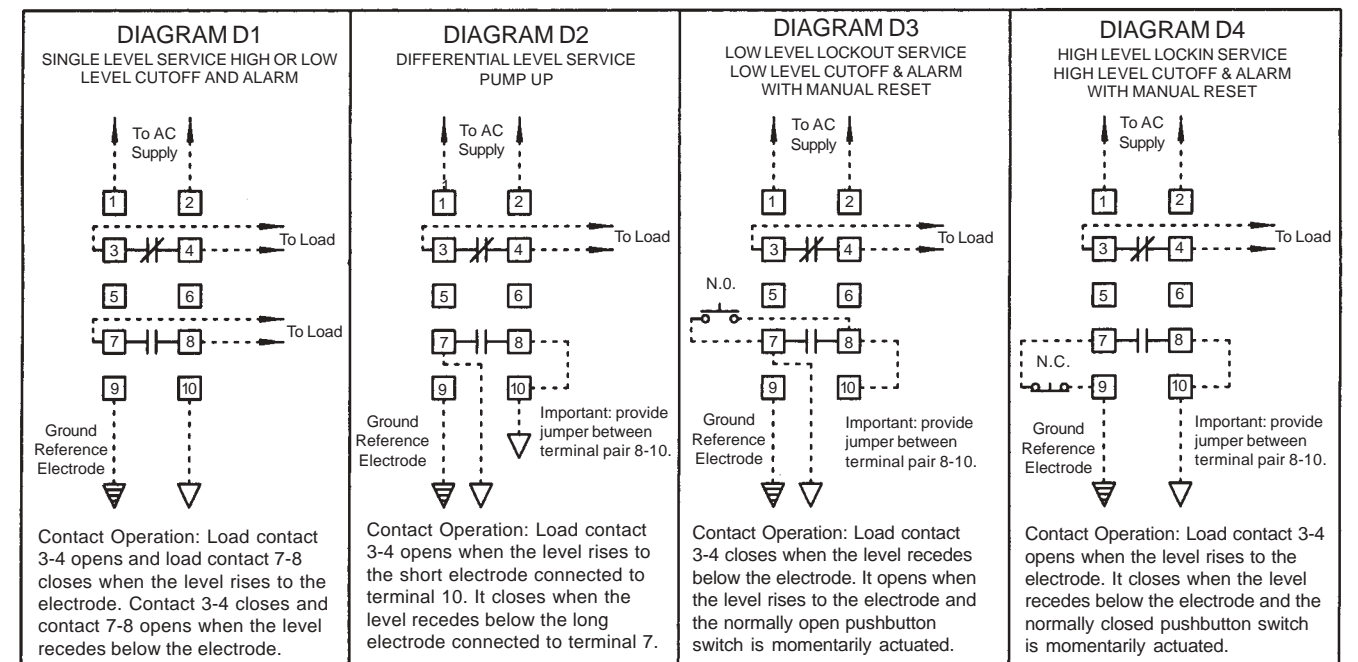 DIAGRAM D1
SINGLE LEVEL SERVICE HIGH OR LOW
LEVEL CUTOFF AND ALARM
To AC
Supply
1
2
3
4
To Load
5
6
7
8
To Load
9
10
Ground
Reference
Electrode
Contact Operation: Load contact
3-4 opens and load contact 7-8
closes when the level rises to the
electrode. Contact 3-4 closes and
contact 7-8 opens when the level
recedes below the electrode.
DIAGRAM D2
DIFFERENTIAL LEVEL SERVICE
PUMP UP
To AC
Supply
1
1
2
3
4
To Load
5
6
7
8
9
10
Ground
Reference
Electrode
Important: provide
jumper between
terminal pair 8-10.
Contact Operation: Load contact
3-4 opens when the level rises to
the short electrode connected to
terminal 10. It closes when the
level recedes below the long
electrode connected to terminal 7.
DIAGRAM D3
LOW LEVEL LOCKOUT SERVICE
LOW LEVEL CUTOFF & ALARM
WITH MANUAL RESET
To AC
Supply
1
2
3
4
To Load
N.0.
5
6
7
8
9
10
Ground
Reference
Electrode
Important: provide
jumper between
terminal pair 8-10.
Contact Operation: Load contact
3-4 closes when the level recedes
below the electrode. It opens when
the level rises to the electrode and
the normally open pushbutton
switch is momentarily actuated.
DIAGRAM D4
HIGH LEVEL LOCKIN SERVICE
HIGH LEVEL CUTOFF & ALARM
WITH MANUAL RESET
To AC
Supply
1
2
3
4
To Load
5
6
7
8
N.C.
9
10
Ground
Reference
Electrode
Important: provide
jumper between
terminal pair 8-10.
Contact Operation: Load contact 3-4
opens when the level rises to the
electrode. It closes when the level
recedes below the electrode and the
normally closed pushbutton switch
is momentarily actuated.